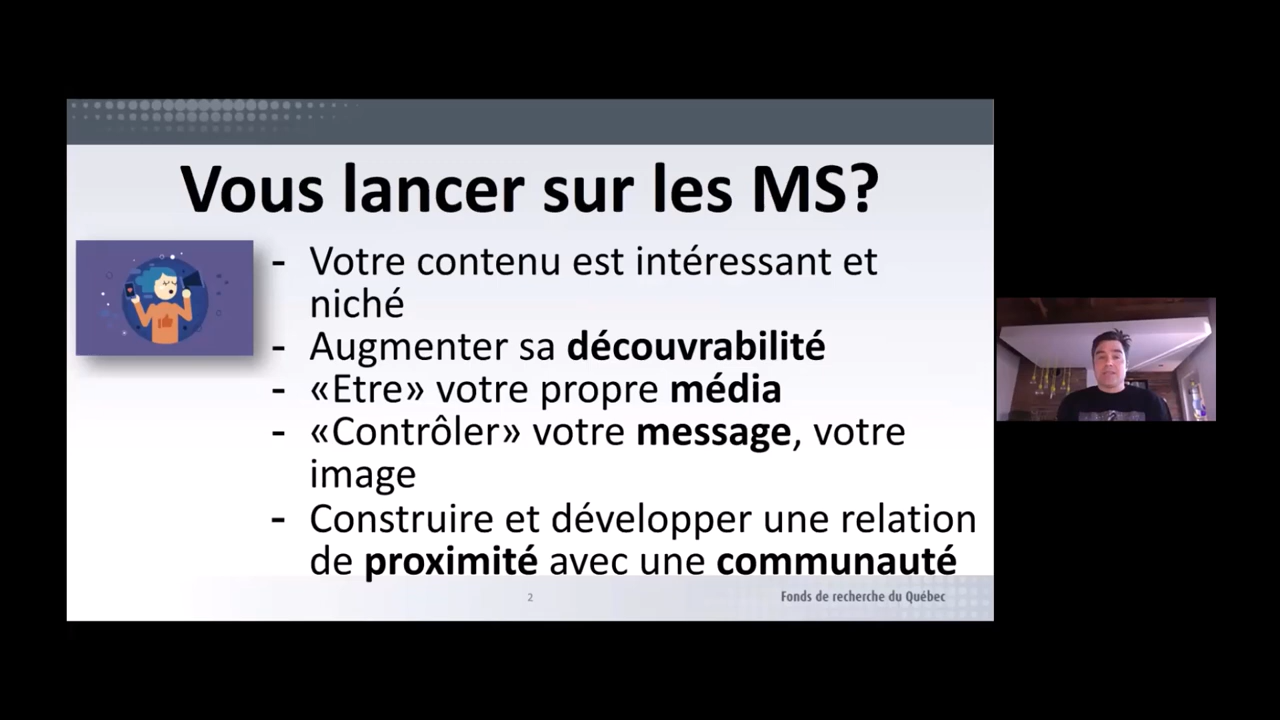 Vous lancer sur les MS?
- Votre contenu est intéressant et
niché
- Augmenter sa découvrabilité
- «Etre» votre propre média
- «Contrôler» votre message, votre
image
- Construire et développer une relation
de proximité avec une communauté
2
Fonds de recherche du Québec